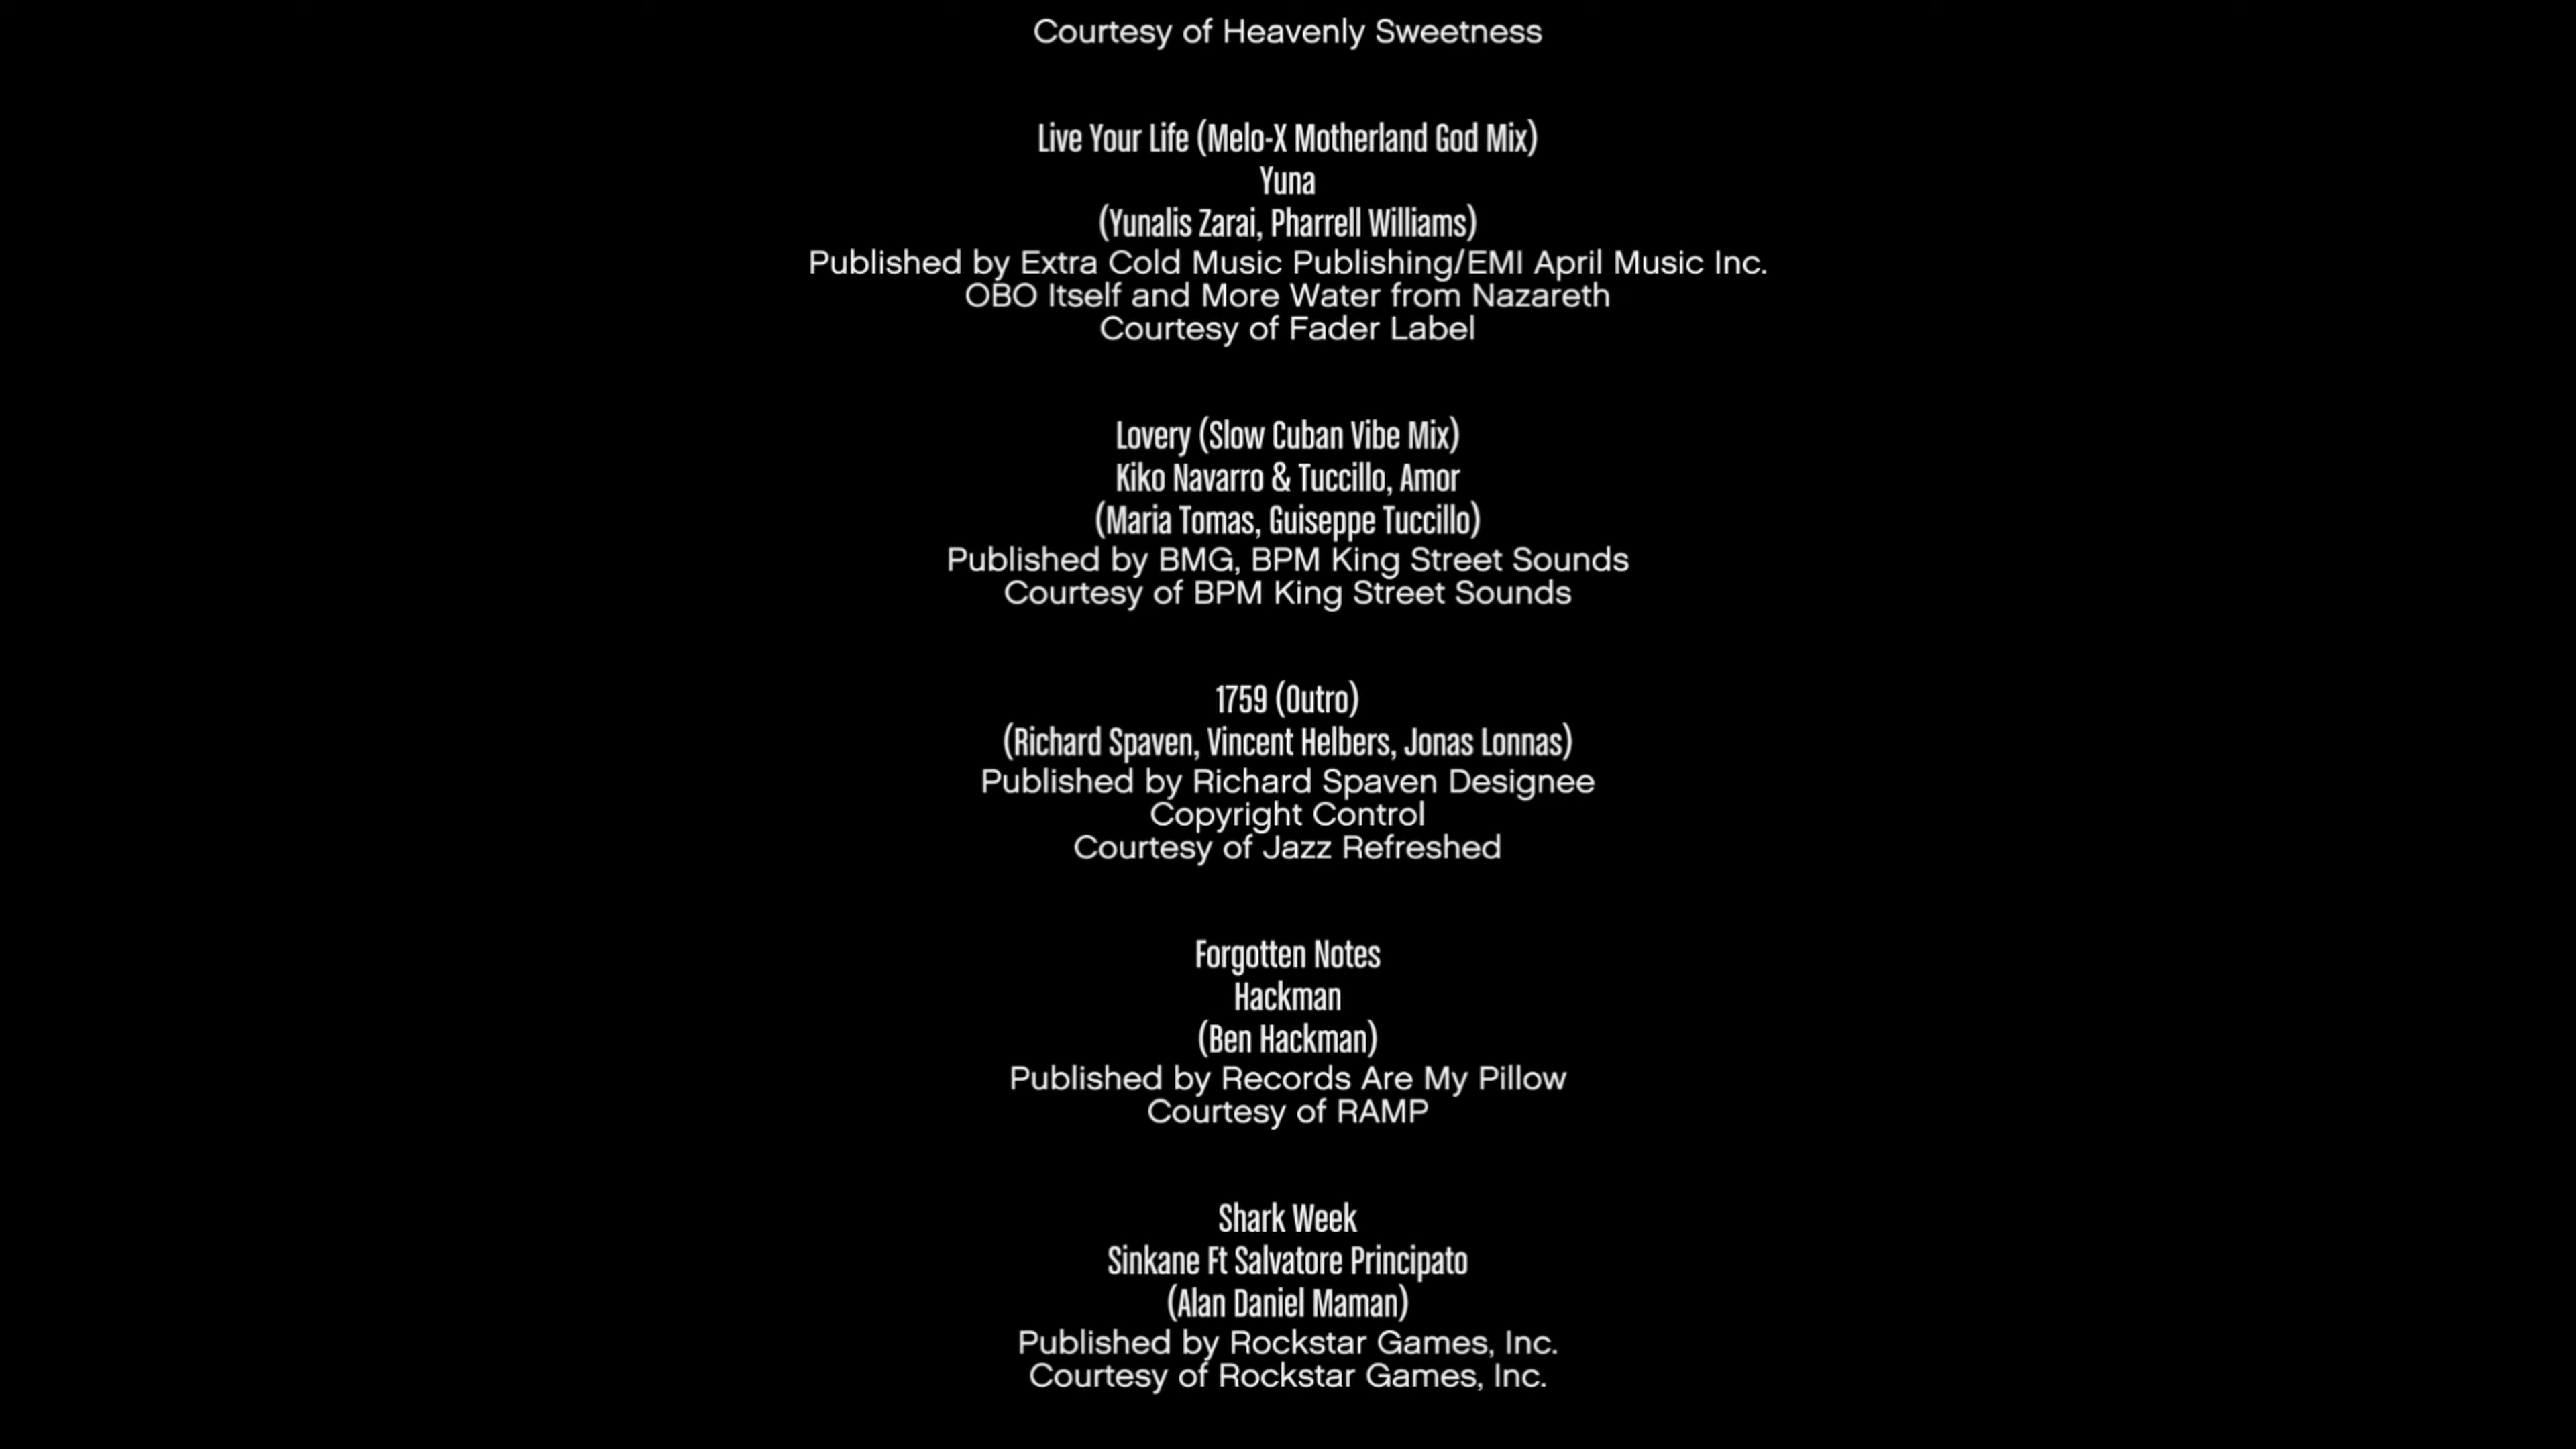 Courtesy of Heavenly Sweetness
Live Your Life (Melo-X Motherland God Mix)
Yuna
(Yunalis Zarai, Pharrell Williams)
Published by Extra Cold Music Publishing/EMI April Music Inc.
OBO Itself and More Water from Nazareth
Courtesy of Fader Label
Lovery (Slow Cuban Vibe Mix)
Kiko Navarro & Tuccillo, Amor
(Maria Tomas, Guiseppe Tuccillo)
Published by BMG, BPM King Street Sounds
Courtesy of BPM King Street Sounds
1759 (Outro)
(Richard Spaven, Vincent Helbers, Jonas Lonnas)
Published by Richard Spaven Designee
Copyright Control
Courtesy of Jazz Refreshed
Forgotten Notes
Hackman
(Ben Hackman)
Published by Records Are My Pillow
Courtesy of RAMP
Shark Week
Sinkane Ft Salvatore Principato
(Alan Daniel Maman)
Published by Rockstar Games, Inc.
Courtesy of Rockstar Games, Inc.